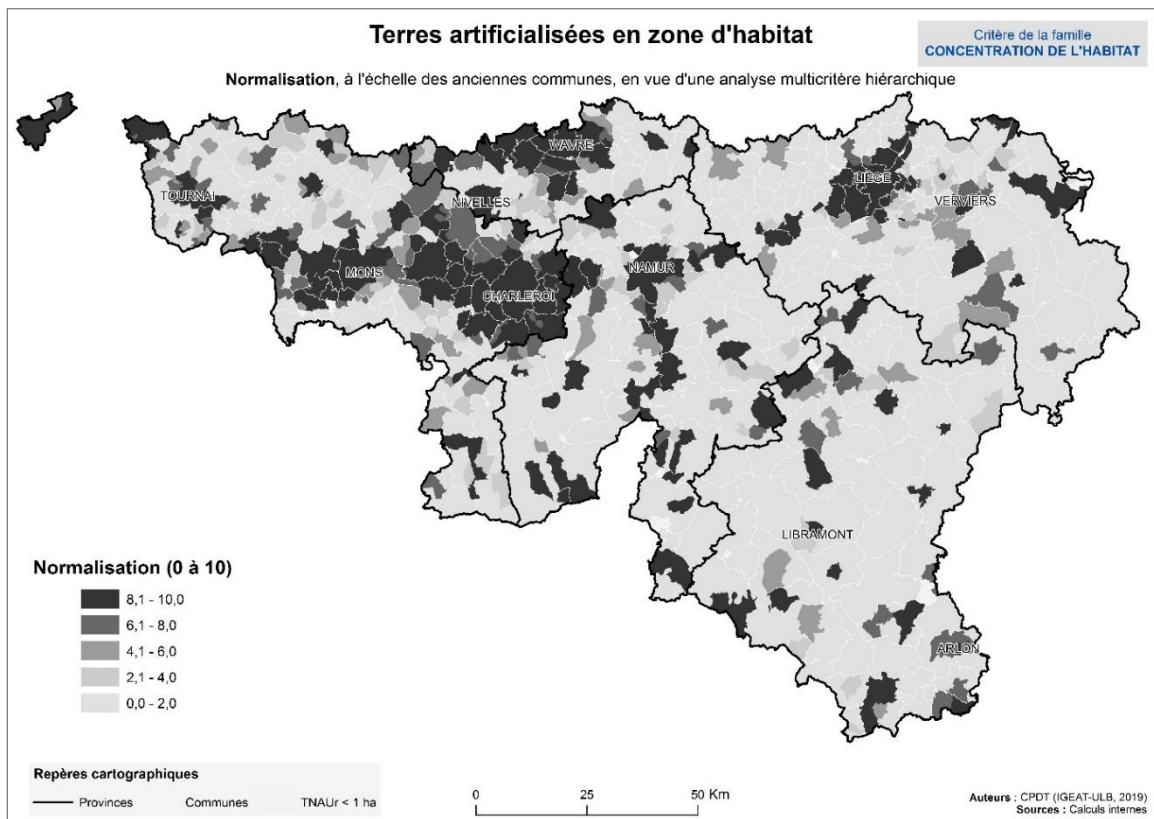 Terres artificialisées en zone d'habitat
Critère de la famille
CONCENTRATION DE L'HABITAT
Normalisation, à l'échelle des anciennes communes, en vue d'une analyse multicritère hiérarchique
WAVRE
LIÈGE
TOURNAI
NIVELLES
VERVIERS
MONS
NAMUR
CHARLEROI
LIBRAMONT
ARLON
Normalisation (0 à 10)
8,1 - 10,0
6,1 - 8,0
4,1 - 6,0
2,1 - 4,0
0,0 - 2,0
Repères cartographiques
Provinces Communes TNAUr < 1 ha
0 25 50 Km
Auteurs : CPDT (IGEAT-ULB, 2019)
Sources : Calculs internes